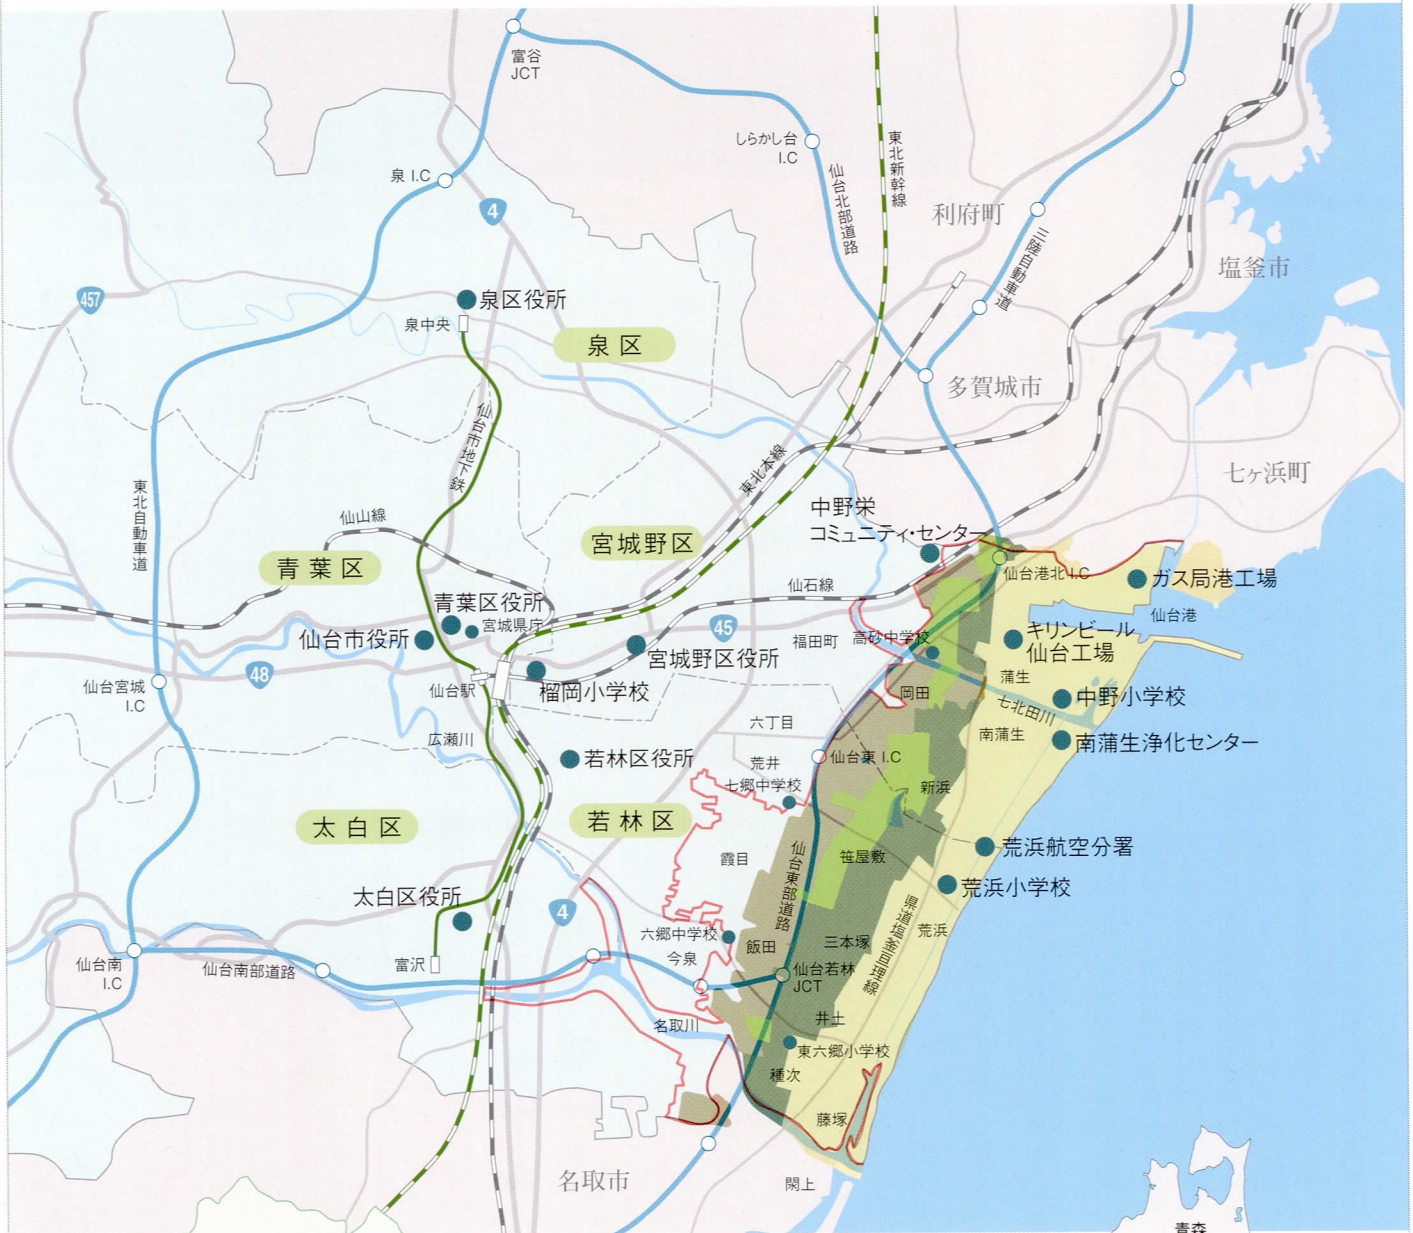 富谷
JCT
しらかし台
I.C
東北新幹線
仙台北部道路
泉 I.C
4
利府町
三陸自動車道
塩釜市
457
泉区役所
泉中央
泉区
多賀城市
仙台市地下鉄
東北本線
七ヶ浜町
東北自動車道
中野栄
コミュニティ・センター
仙山線
宮城野区
青葉区
仙石線
仙台港北 I.C
ガス局港工場
仙台港
青葉区役所
宮城県庁
仙台市役所
45
福田町
高砂中学校
キリンビール
仙台工場
宮城野区役所
48
仙台宮城
I.C
仙台駅
榴岡小学校
岡田
蒲生
七北田川
中野小学校
広瀬川
六丁目
南蒲生
南蒲生浄化センター
若林区役所
荒井
仙台東 I.C
七郷中学校
新浜
太白区
若林区
霞目
仙台東部道路
笹屋敷
荒浜航空分署
荒浜小学校
太白区役所
4
県道塩釜亘理線
荒浜
六郷中学校
飯田
三本塚
今泉
富沢
仙台南
I.C
仙台南部道路
仙台若林
JCT
名取川
井土
東六郷小学校
種次
藤塚
名取市
閖上
青森